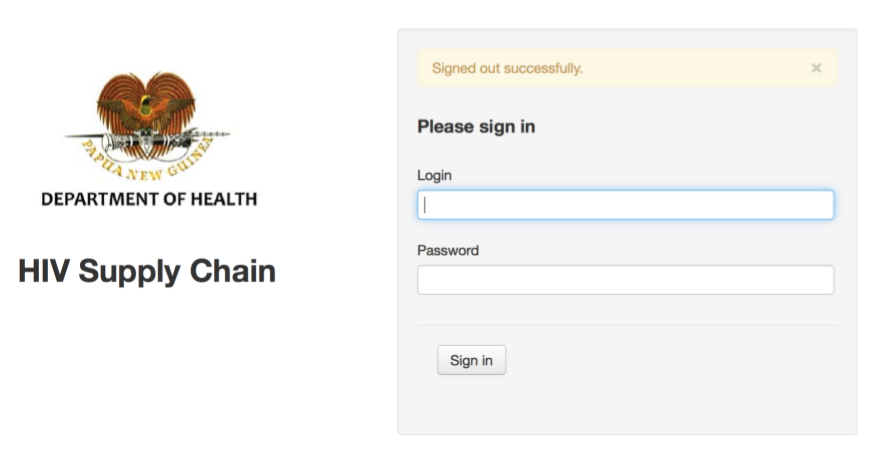 PAPUA NEW GUINEA
DEPARTMENT OF HEALTH
HIV Supply Chain
Signed out successfully. ×
Please sign in
Login
Password
Sign in